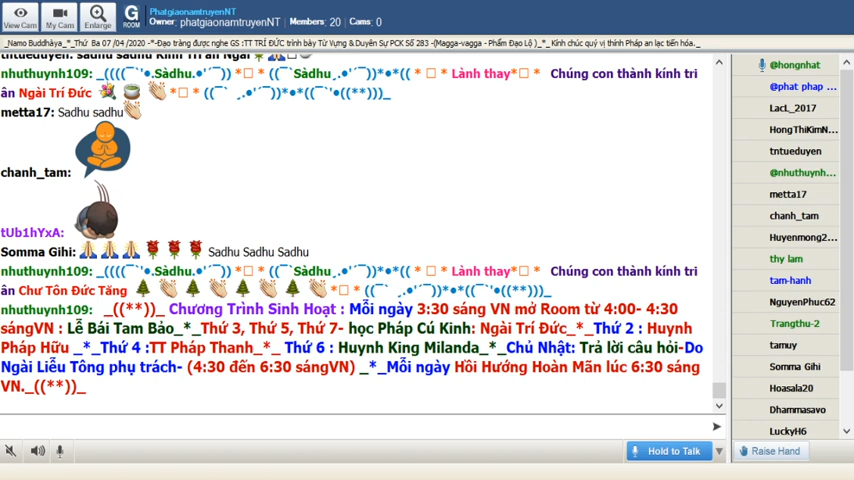 View Cam
My Cam
Enlarge
G
ROOM
PhatgiaonamtruyenNT
Owner: phatgiaonamtruyenNT | Members: 20 | Cams: 0
_Namo Buddhàya_*_Thứ Ba 07 /04 /2020 -*-Đạo tràng được nghe GS :TT TRÍ ĐỨC trình bày Từ Vựng & Duyên Sự PCK Số 283 -(Magga-vagga - Phẩm Đạo Lộ )_*_ Kính chúc quý vị thính Pháp an lạc tiến hóa._
nhuthuynh109: _((((¯`'•.Sàdhu.•'´¯)) *□ * ((¯`Sàdhu¸.•'´¯))*•*(( *□ * Lành thay*□ * Chúng con thành kính tri
ân Ngài Trí Đức *□ * ((¯` ¸.•'´¯))*•*((¯`'•((**)))_
metta17: Sadhu sadhu
chanh_tam:
tUb1hYxA:
Somma Gihi: Sadhu Sadhu Sadhu
nhuthuynh109: _((((¯`'•.Sàdhu.•'´¯)) *□ * ((¯`Sàdhu¸.•'´¯))*•*(( *□ * Lành thay*□ * Chúng con thành kính tri
ân Chư Tôn Đức Tăng *□ * ((¯` ¸.•'´¯))*•*((¯`'•((**)))_
nhuthuynh109: _((**))_ Chương Trình Sinh Hoạt : Mỗi ngày 3:30 sáng VN mở Room từ 4:00- 4:30
sángVN : Lễ Bái Tam Bảo_*_Thứ 3, Thứ 5, Thứ 7- học Pháp Cú Kinh: Ngài Trí Đức_*_Thứ 2 : Huynh
Pháp Hữu _*_Thứ 4 :TT Pháp Thanh_*_ Thứ 6 : Huynh King Milanda_*_Chủ Nhật: Trả lời câu hỏi-Do
Ngài Liễu Tông phụ trách- (4:30 đến 6:30 sángVN) _*_Mỗi ngày Hồi Hướng Hoàn Mãn lúc 6:30 sáng
VN._((**))_
@hongnhat
@phat phap ...
LacL_2017
HongThiKimN...
tntueduyen
@nhuthuynh...
metta17
chanh_tam
Huyenmong2...
thy lam
tam-hanh
NguyenPhuc62
Trangthu-2
tamuy
Somma Gihi
Hoasala20
Dhammasavo
LuckyH6
Hold to Talk
Raise Hand